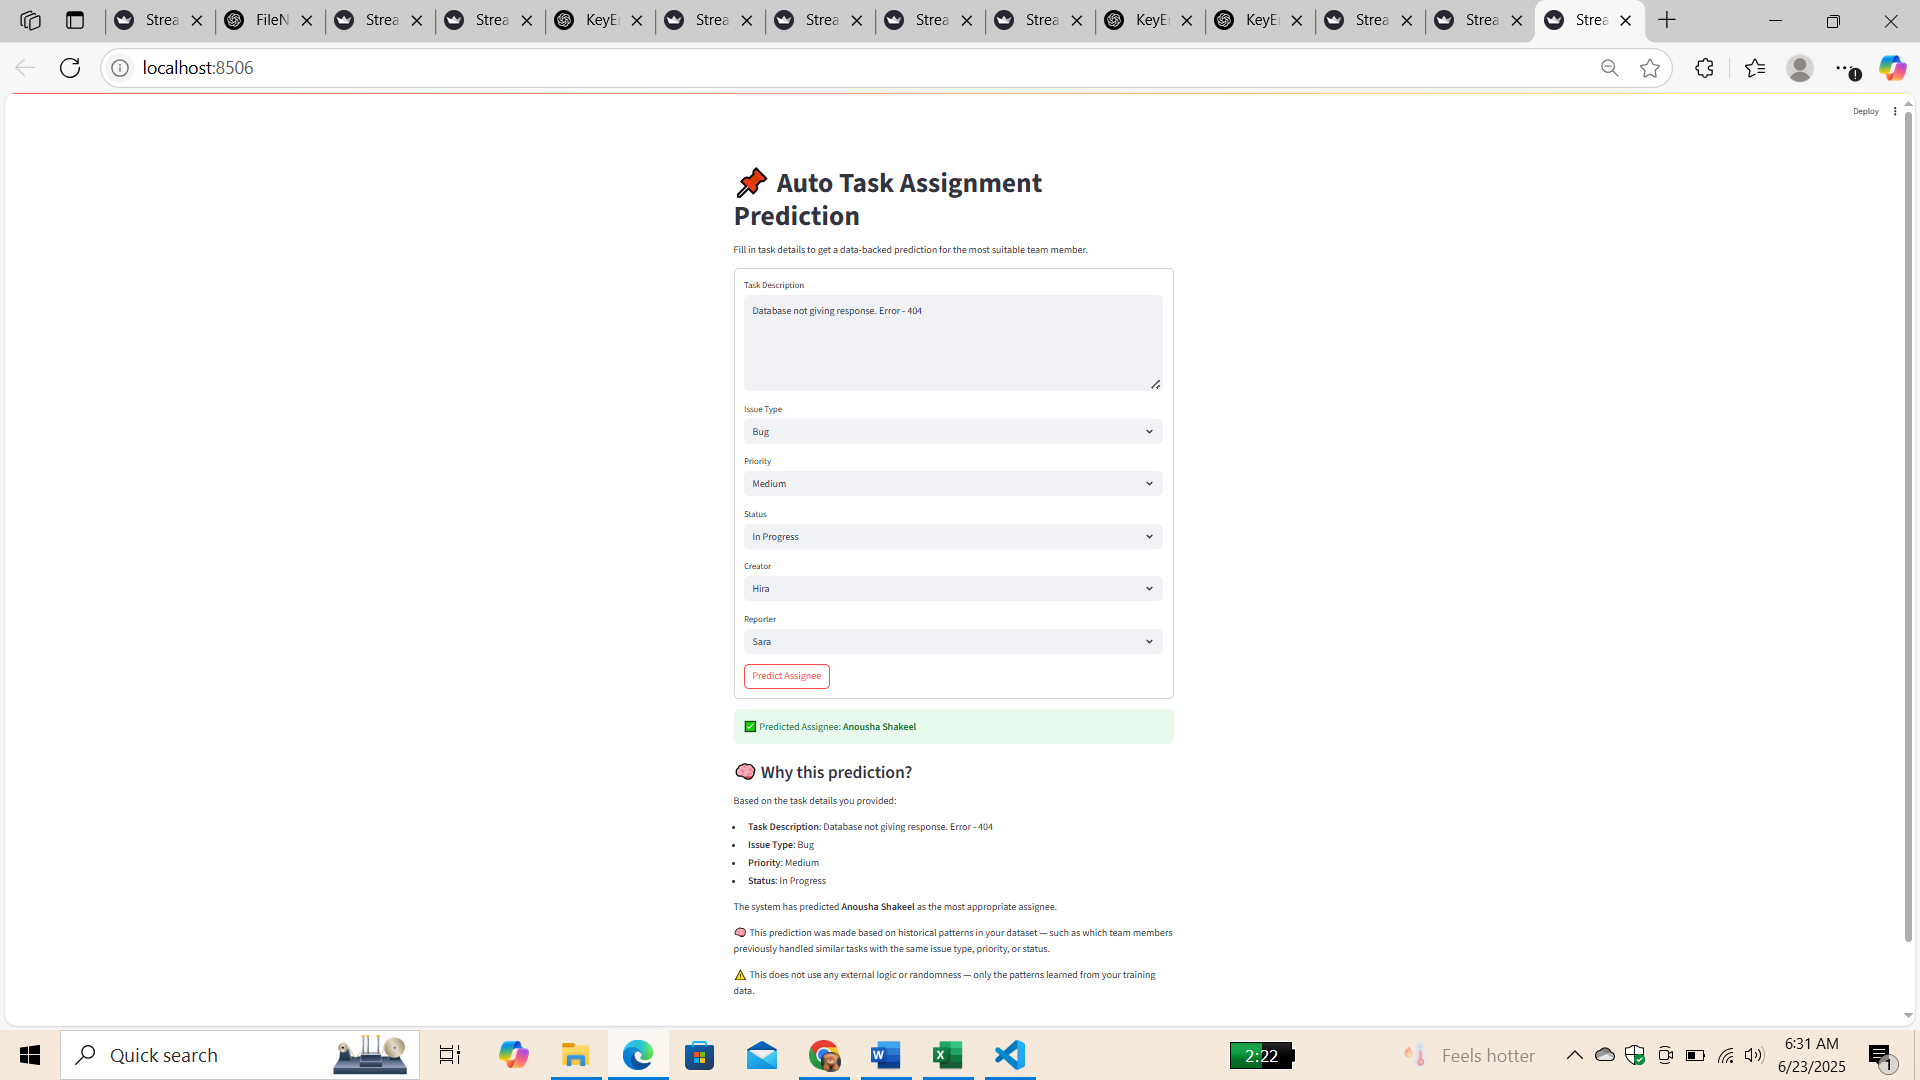 Strea
FileN
Strea
Strea
KeyE
Strea
Strea
Strea
Strea
KeyE
KeyE
Strea
Strea
Strea
localhost:8506
Deploy
📌 Auto Task Assignment
Prediction
Fill in task details to get a data-backed prediction for the most suitable team member.
Task Description
Database not giving response. Error - 404
Issue Type
Bug
Priority
Medium
Status
In Progress
Creator
Hira
Reporter
Sara
Predict Assignee
✅ Predicted Assignee: Anousha Shakeel
🧠 Why this prediction?
Based on the task details you provided:
• Task Description: Database not giving response. Error - 404
• Issue Type: Bug
• Priority: Medium
• Status: In Progress
The system has predicted Anousha Shakeel as the most appropriate assignee.
🧠 This prediction was made based on historical patterns in your dataset — such as which team members
previously handled similar tasks with the same issue type, priority, or status.
⚠️ This does not use any external logic or randomness — only the patterns learned from your training
data.
Quick search
2:22
Feels hotter
6:31 AM
6/23/2025
1